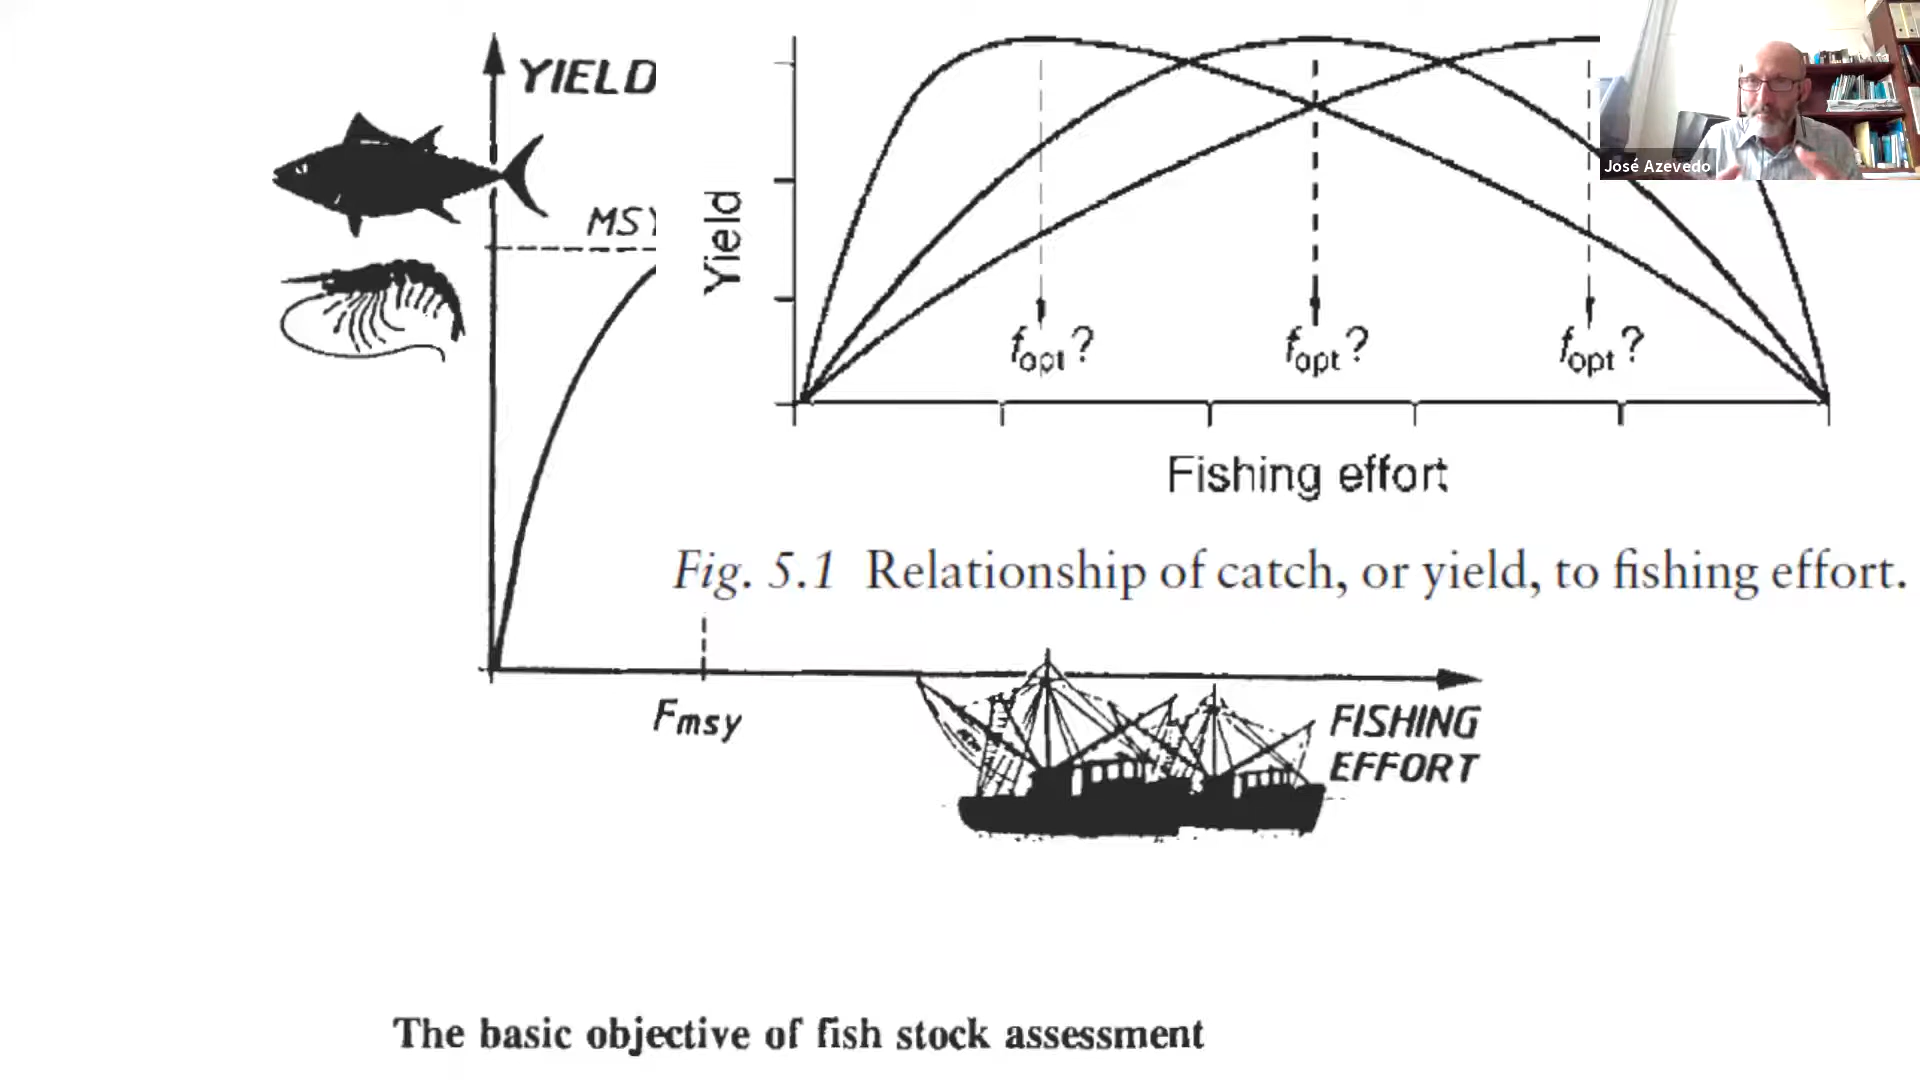 YIELD
MSY
Yield
fopt?
fopt?
fopt?
Fishing effort
Fig. 5.1 Relationship of catch, or yield, to fishing effort.
Fmsy
FISHING
EFFORT
The basic objective of fish stock assessment
José Azevedo